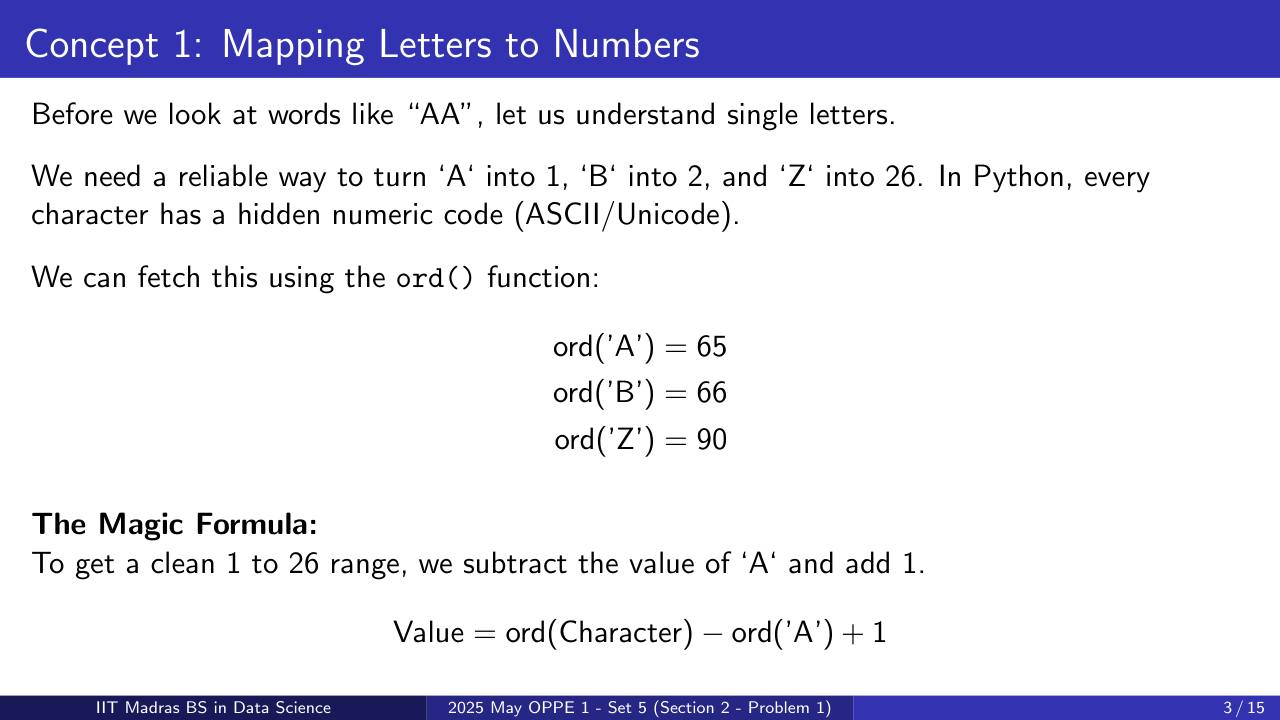 Concept 1: Mapping Letters to Numbers
Before we look at words like “AA”, let us understand single letters.
We need a reliable way to turn ‘A‘ into 1, ‘B‘ into 2, and ‘Z‘ into 26. In Python, every
character has a hidden numeric code (ASCII/Unicode).
We can fetch this using the ord() function:
ord(’A’) = 65
ord(’B’) = 66
ord(’Z’) = 90
The Magic Formula:
To get a clean 1 to 26 range, we subtract the value of ‘A‘ and add 1.
Value = ord(Character) − ord(’A’) + 1
IIT Madras BS in Data Science
2025 May OPPE 1 - Set 5 (Section 2 - Problem 1)
3 / 15